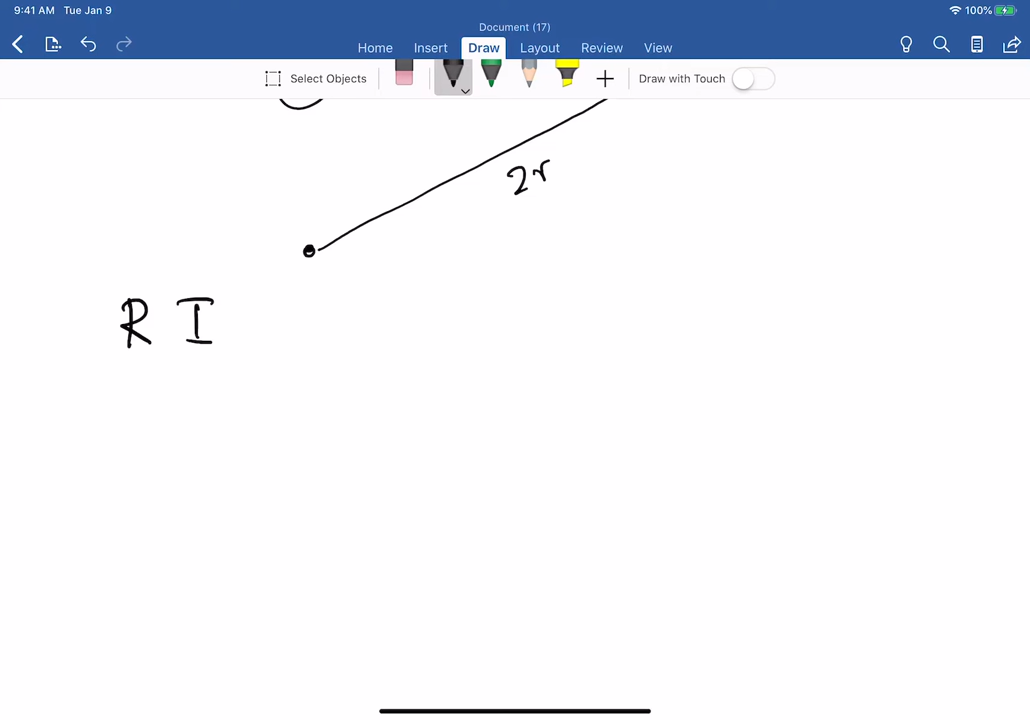 9:41 AM Tue Jan 9 100%
Document (17)
Home Insert Draw Layout Review View
Select Objects Draw with Touch
2r
R I